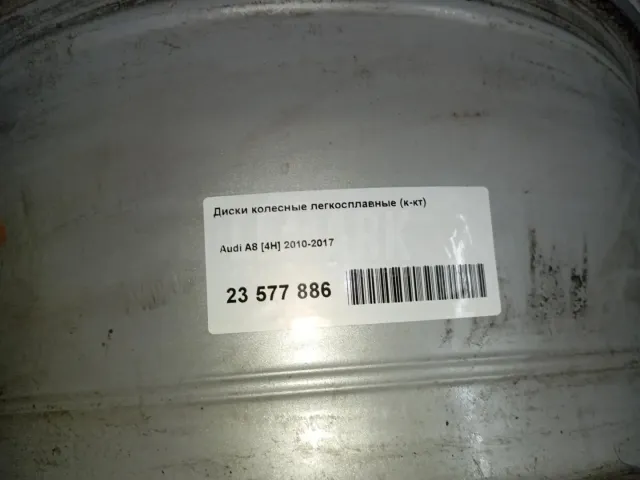 Диски колесные легкосплавные (к-кт)
Audi A8 [4H] 2010-2017
23 577 886